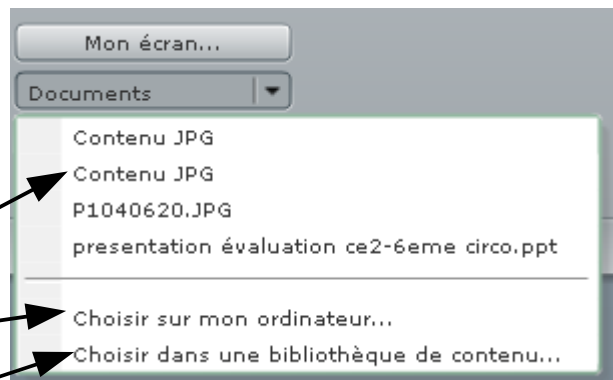 Mon écran...
Documents
Contenu JPG
Contenu JPG
P1040620.JPG
presentation évaluation ce2-6eme circo.ppt
Choisir sur mon ordinateur...
Choisir dans une bibliothèque de contenu...